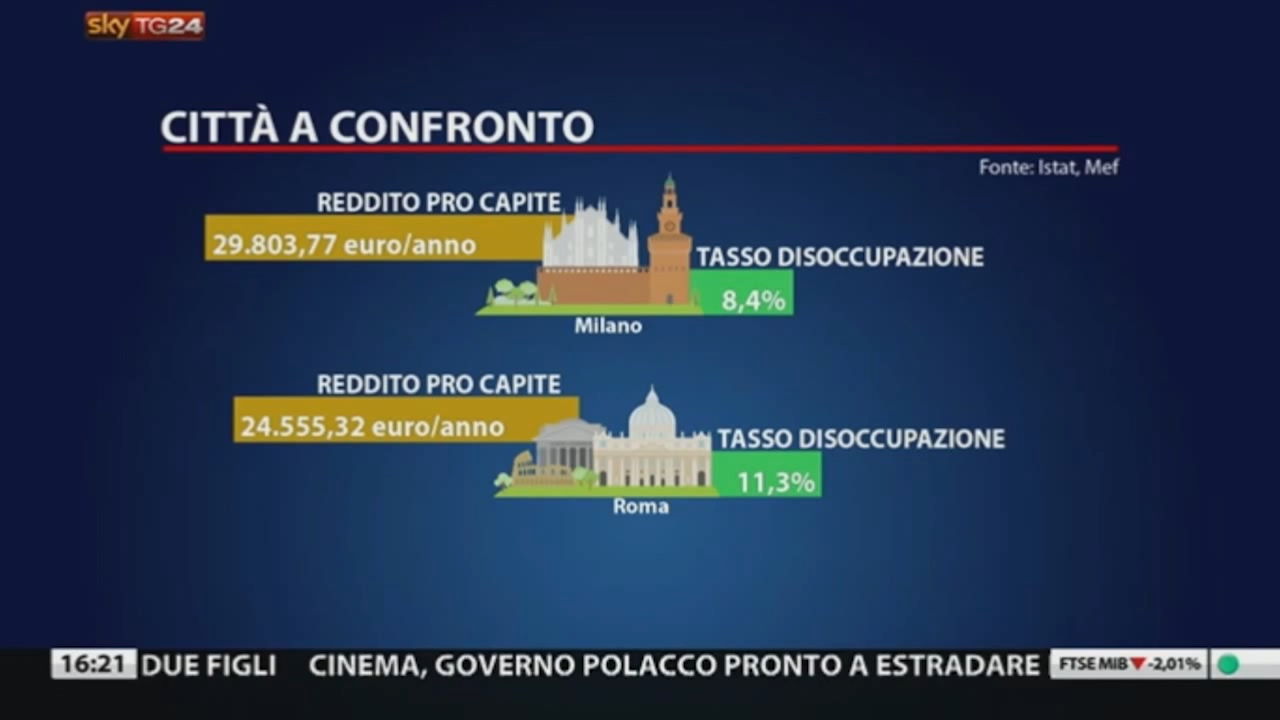 sky TG24
CITTÀ A CONFRONTO
Fonte: Istat, Mef
REDDITO PRO CAPITE
29.803,77 euro/anno
TASSO DISOCCUPAZIONE
8,4%
Milano
REDDITO PRO CAPITE
24.555,32 euro/anno
TASSO DISOCCUPAZIONE
11,3%
Roma
16:21 DUE FIGLI CINEMA, GOVERNO POLACCO PRONTO A ESTRADARE FTSE MIB -2,01%